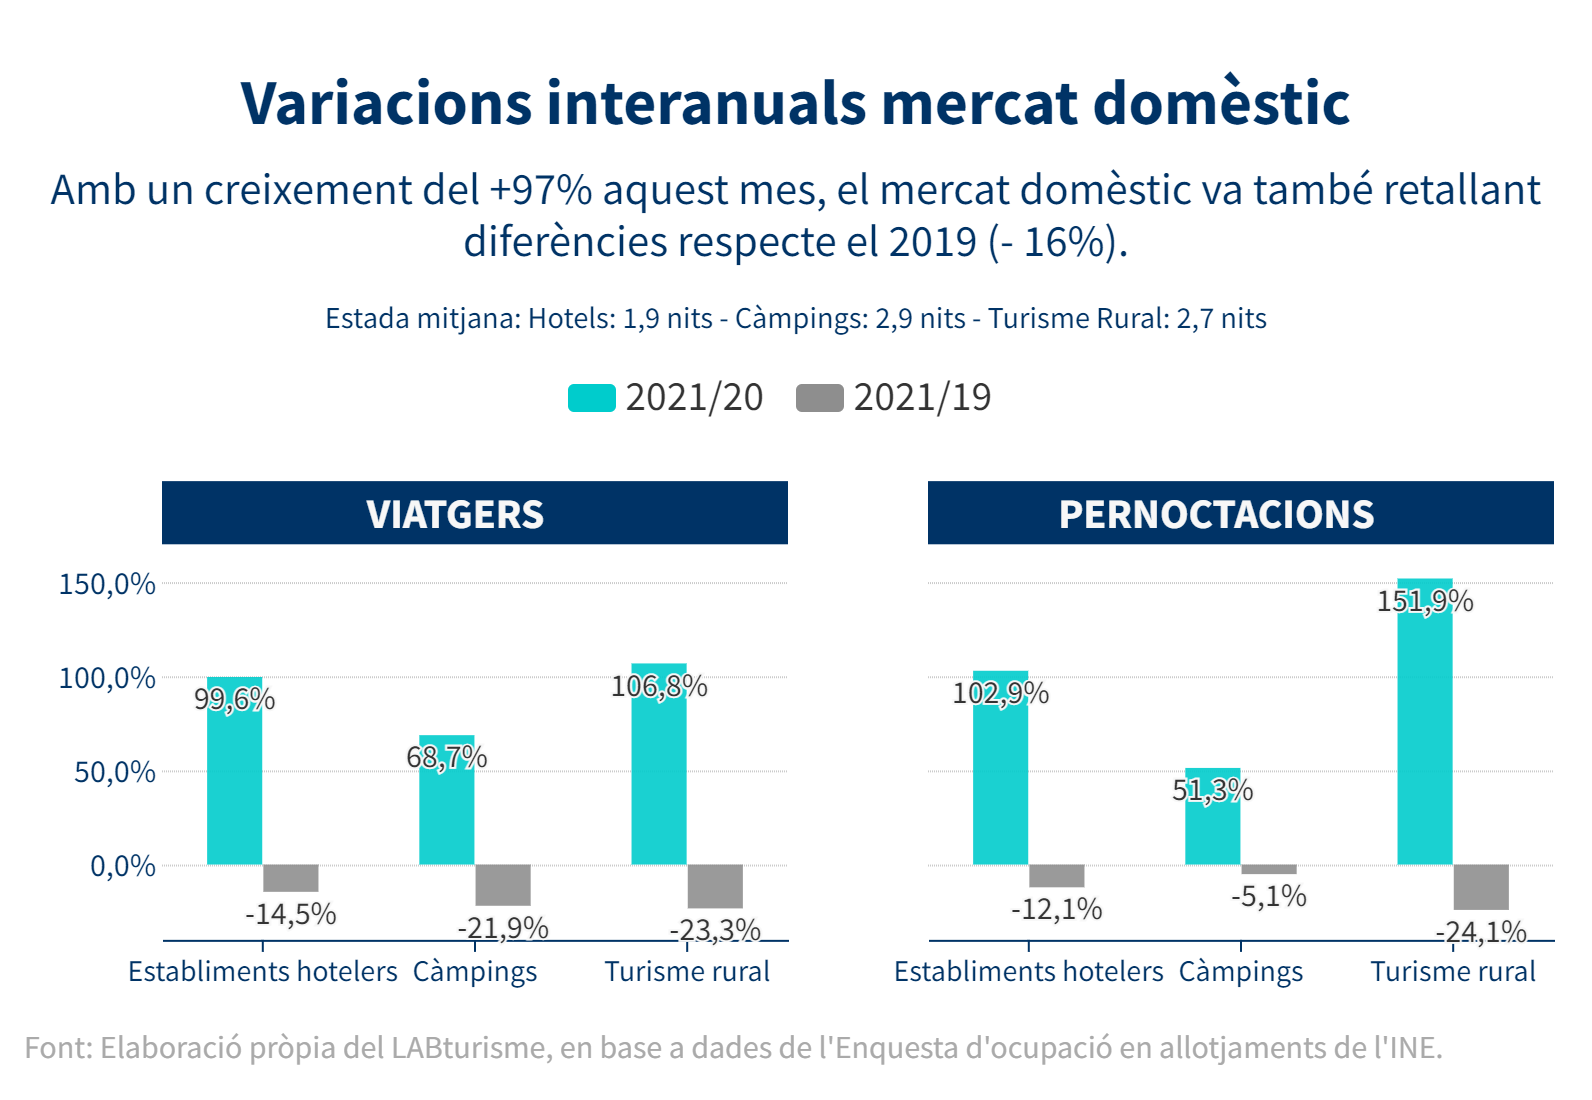 Variacions interanuals mercat domèstic
Amb un creixement del +97% aquest mes, el mercat domèstic va també retallant
diferències respecte el 2019 (- 16%).
Estada mitjana: Hotels: 1,9 nits - Càmpings: 2,9 nits - Turisme Rural: 2,7 nits
2021/20 2021/19
VIATGERS
150,0%
100,0%
50,0%
0,0%
99,6%
68,7%
106,8%
-14,5%
-21,9%
-23,3%
Establiments hotelers Càmpings Turisme rural
PERNOCTACIONS
102,9%
51,3%
151,9%
-12,1%
-5,1%
-24,1%
Establiments hotelers Càmpings Turisme rural
Font: Elaboració pròpia del LABturisme, en base a dades de l'Enquesta d'ocupació en allotjaments de l'INE.